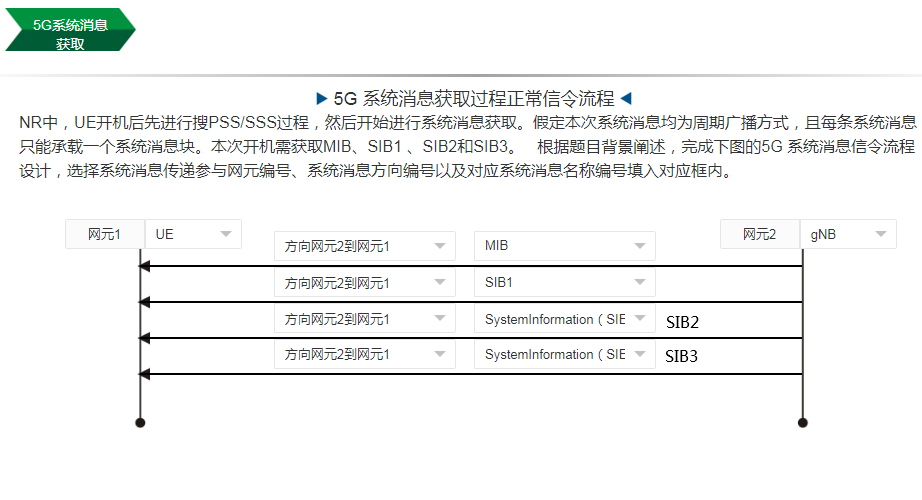 5G系统消息
获取
5G 系统消息获取过程正常信令流程
NR中，UE开机后先进行搜PSS/SSS过程，然后开始进行系统消息获取。假定本次系统消息均为周期广播方式，且每条系统消息
只能承载一个系统消息块。本次开机需获取MIB、SIB1 、SIB2和SIB3。 根据题目背景阐述，完成下图的5G 系统消息信令流程
设计，选择系统消息传递参与网元编号、系统消息方向编号以及对应系统消息名称编号填入对应框内。
网元1 UE 网元2 gNB
方向网元2到网元1 MIB
方向网元2到网元1 SIB1
方向网元2到网元1 SystemInformation（SIE SIB2
方向网元2到网元1 SystemInformation（SIE SIB3